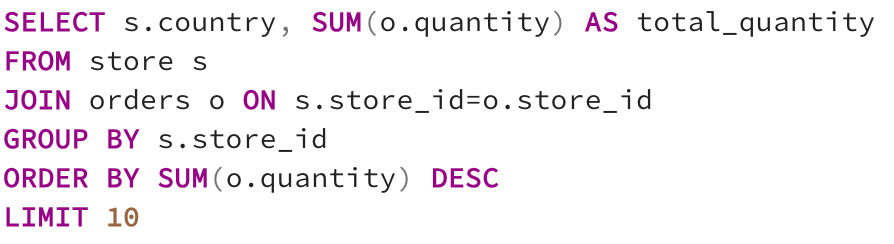 SELECT s.country, SUM(o.quantity) AS total_quantity
FROM store s
JOIN orders o ON s.store_id=o.store_id
GROUP BY s.store_id
ORDER BY SUM(o.quantity) DESC
LIMIT 10